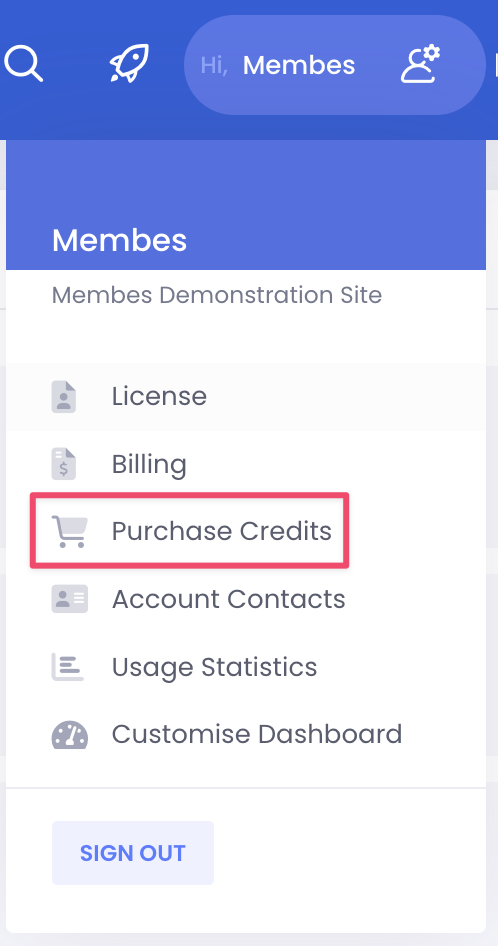 Hi, Membes
Membes
Membes Demonstration Site
License
Billing
Purchase Credits
Account Contacts
Usage Statistics
Customise Dashboard
SIGN OUT